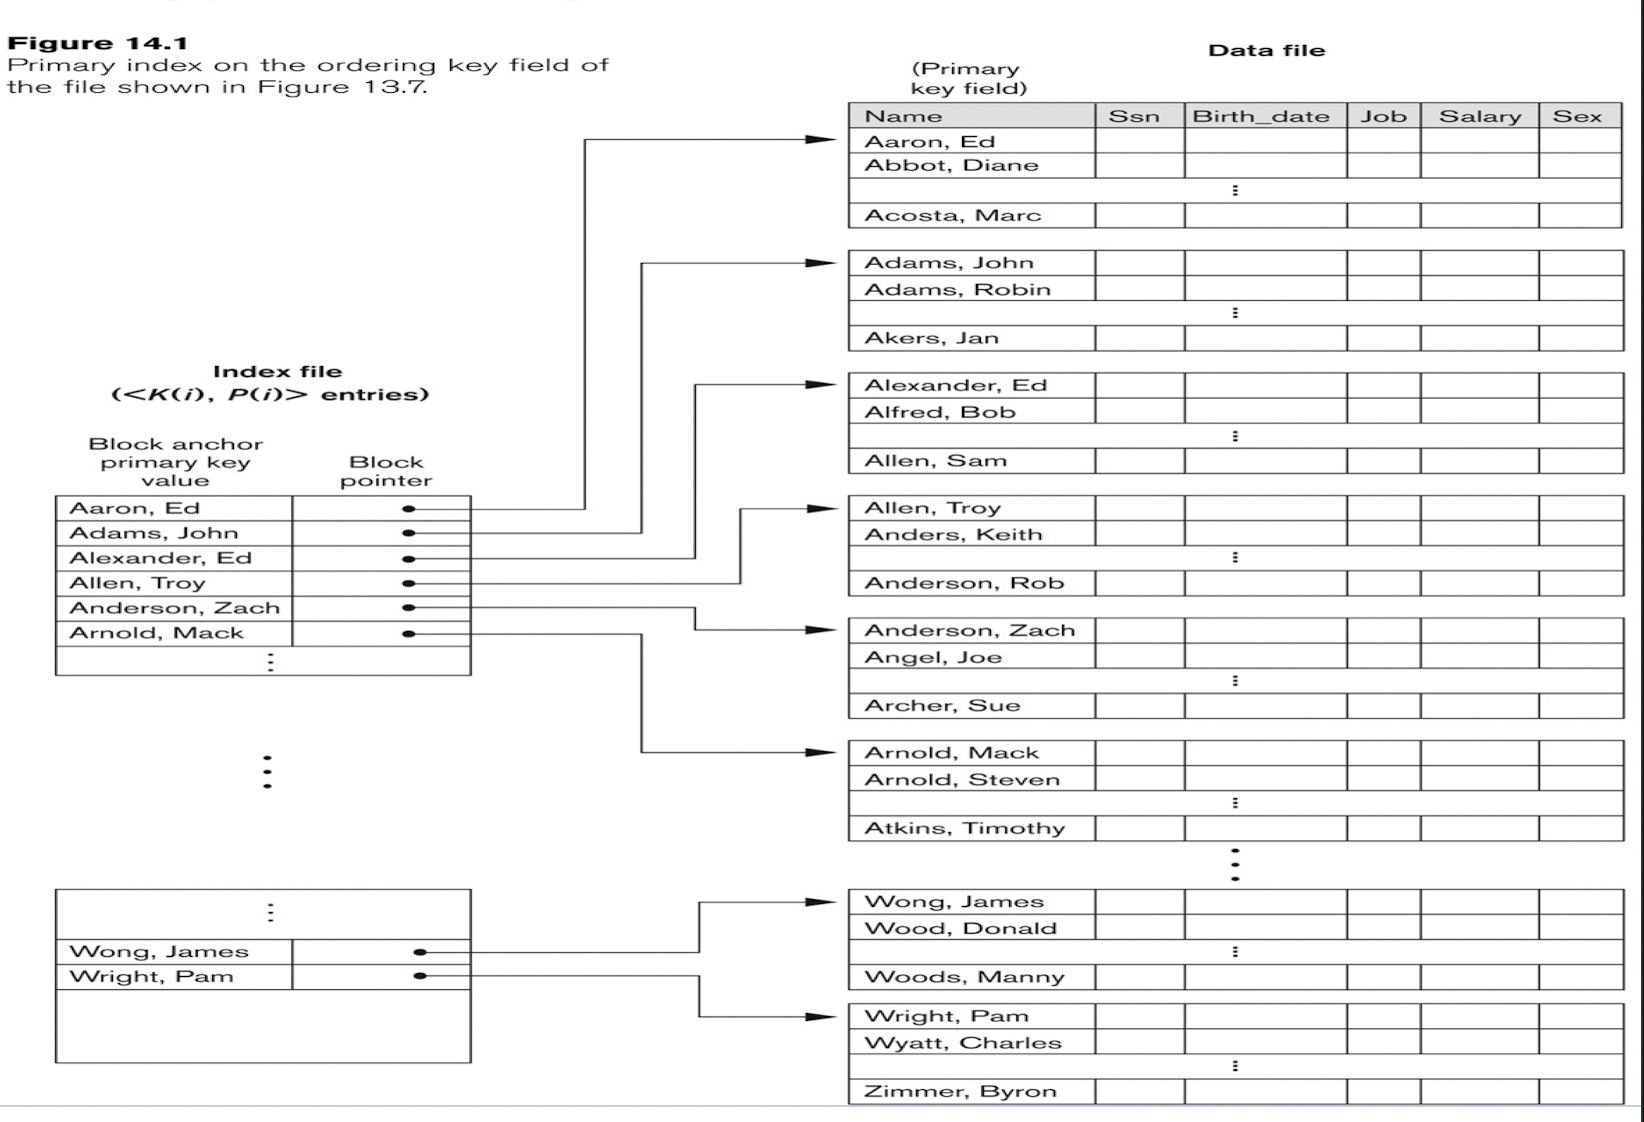 Figure 14.1
Primary index on the ordering key field of
the file shown in Figure 13.7.
Index file
(<K(i), P(i)> entries)
Block anchor
primary key
value
Block
pointer
Aaron, Ed
Adams, John
Alexander, Ed
Allen, Troy
Anderson, Zach
Arnold, Mack
Wong, James
Wright, Pam
Data file
(Primary
key field)
Name Ssn Birth_date Job Salary Sex
Aaron, Ed
Abbot, Diane
Acosta, Marc
Adams, John
Adams, Robin
Akers, Jan
Alexander, Ed
Alfred, Bob
Allen, Sam
Allen, Troy
Anders, Keith
Anderson, Rob
Anderson, Zach
Angel, Joe
Archer, Sue
Arnold, Mack
Arnold, Steven
Atkins, Timothy
Wong, James
Wood, Donald
Woods, Manny
Wright, Pam
Wyatt, Charles
Zimmer, Byron